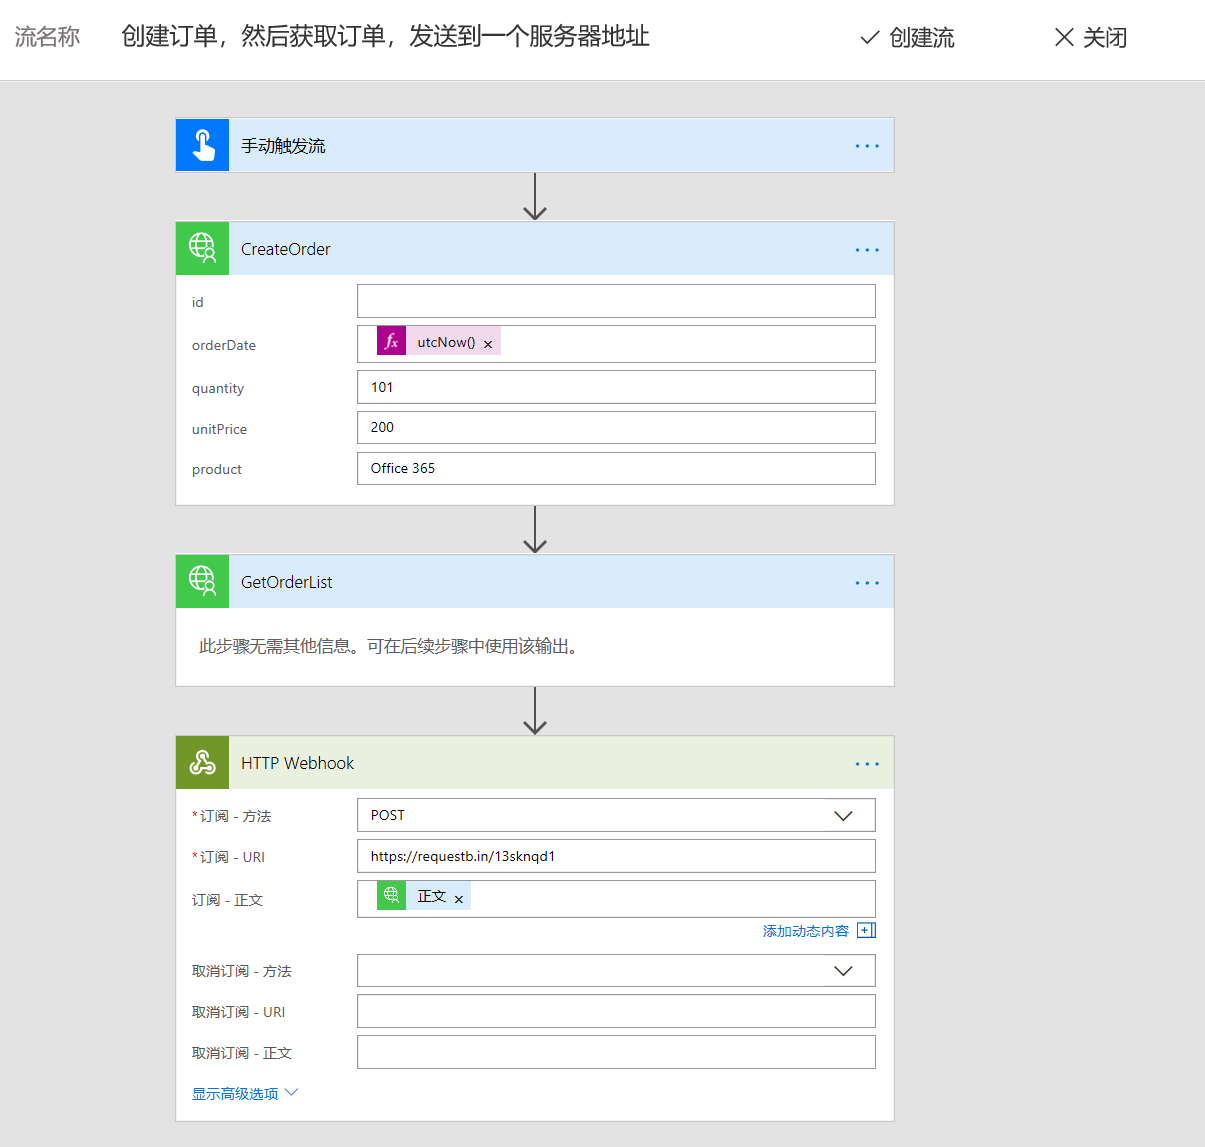 流名称 创建订单，然后获取订单，发送到一个服务器地址 创建流 关闭
手动触发流
CreateOrder
id
orderDate fx utcNow() ×
quantity 101
unitPrice 200
product Office 365
GetOrderList
此步骤无需其他信息。可在后续步骤中使用该输出。
HTTP Webhook
*订阅 - 方法 POST
*订阅 - URI https://requestb.in/13sknqd1
订阅 - 正文 正文 ×
添加动态内容
取消订阅 - 方法
取消订阅 - URI
取消订阅 - 正文
显示高级选项